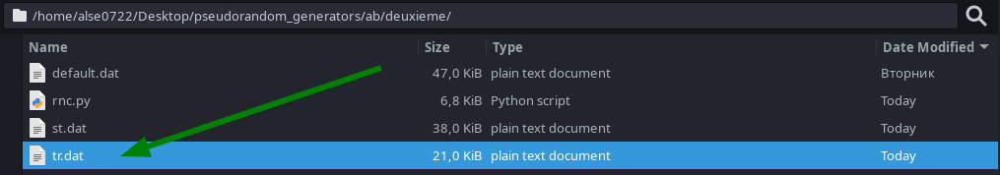 /home/alse0722/Desktop/pseudorandom_generators/ab/deuxieme/
Name Size Type Date Modified
default.dat 47,0 KiB plain text document Вторник
rnc.py 6,8 KiB Python script Today
st.dat 38,0 KiB plain text document Today
tr.dat 21,0 KiB plain text document Today